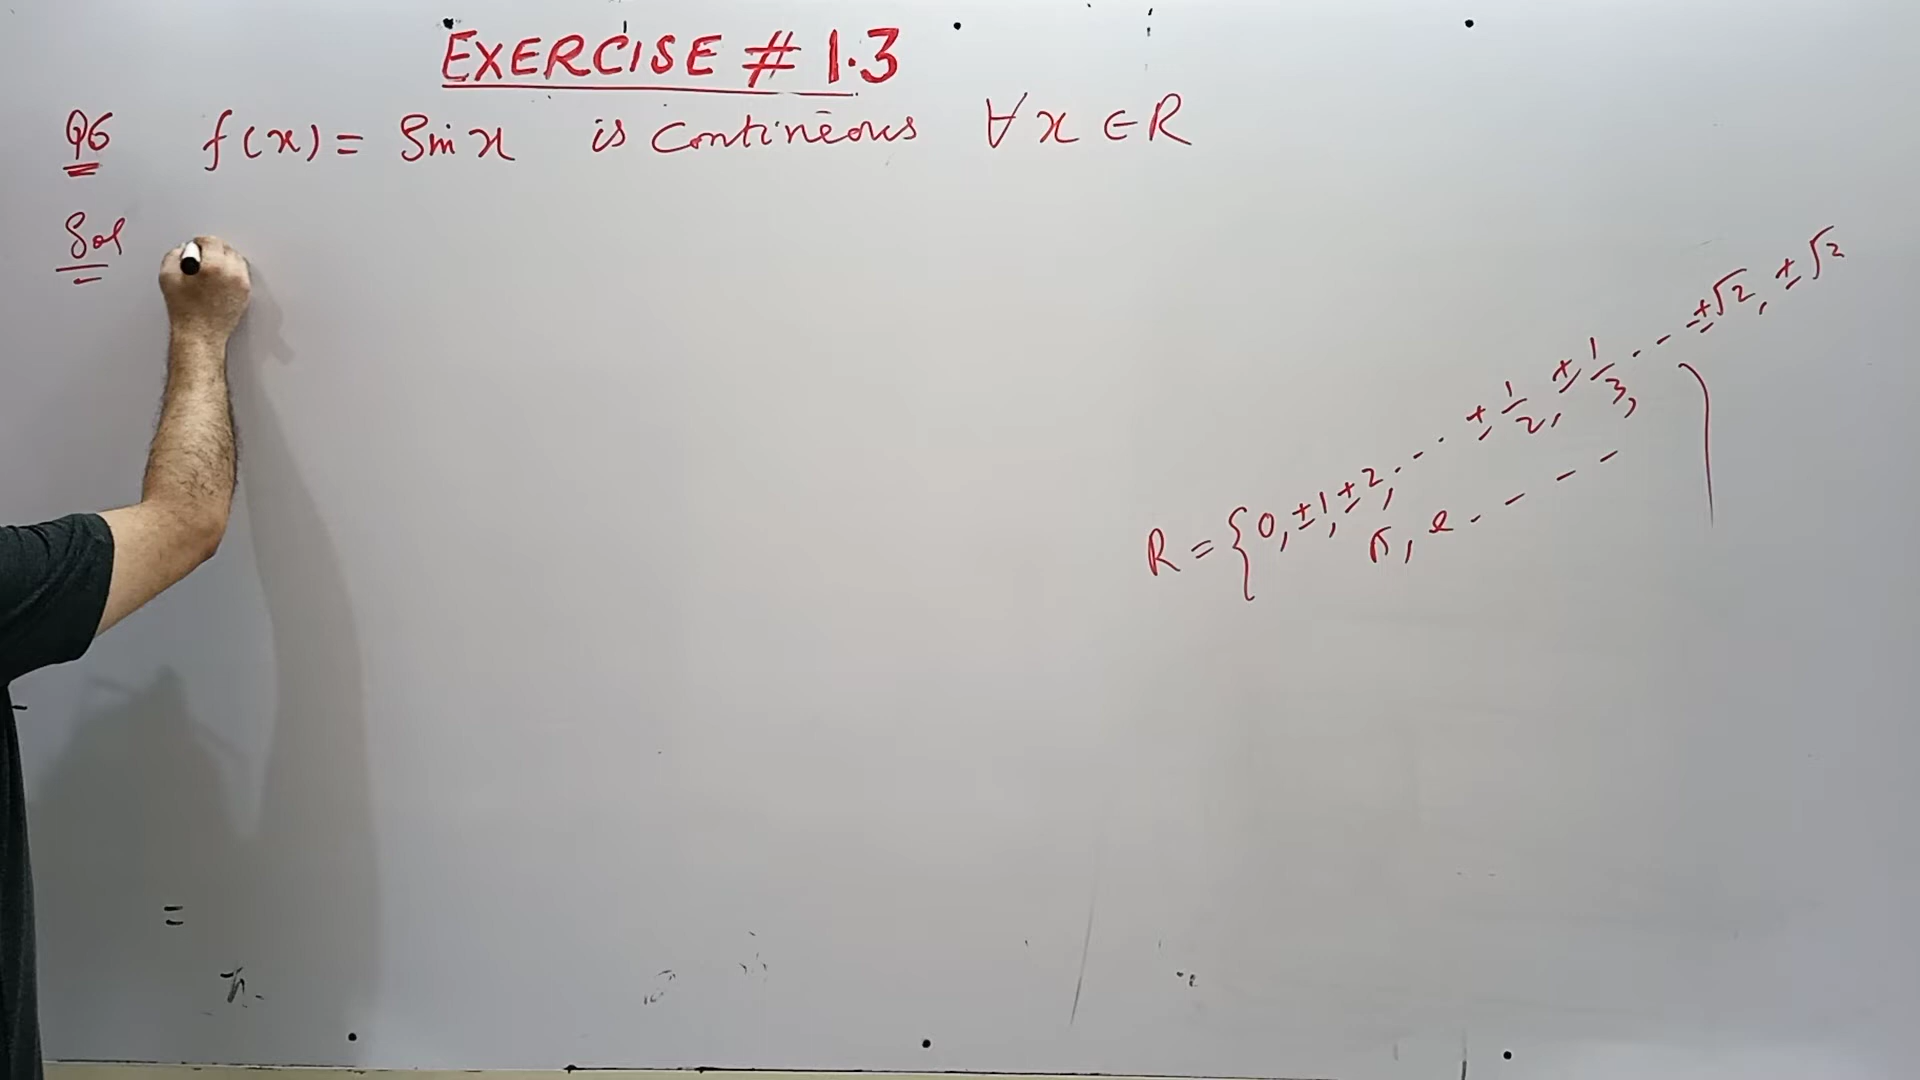 EXERCISE # 1.3
Q6 f(x) = Sin x is contineous ∀ x ∈ R
Sol
R = {0, ±1, ±2, ... ± 1/2, ± 1/3, ... ±√2, ±√2
π, e - - - - -
=